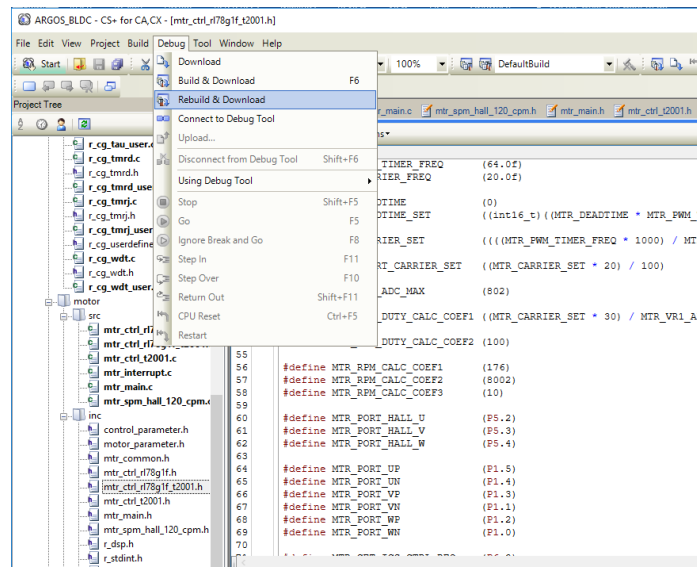 ARGOS_BLDC - CS+ for CA,CX - [mtr_ctrl_rl78g1f_t2001.h]
File Edit View Project Build Debug Tool Window Help
Start
100%
DefaultBuild
Project Tree
r_main.c mtr_spm_hall_120_cpm.h mtr_main.h mtr_ctrl_t2001.h
Download
Build & Download F6
Rebuild & Download
Connect to Debug Tool
Upload...
Disconnect from Debug Tool Shift+F6
Using Debug Tool
Stop Shift+F5
Go F5
Ignore Break and Go F8
Step In F11
Step Over F10
Return Out Shift+F11
CPU Reset Ctrl+F5
Restart
r_cg_tau_user.c
r_cg_tmrd.c
r_cg_tmrd.h
r_cg_tmrd_use
r_cg_tmrj.c
r_cg_tmrj.h
r_cg_tmrj_user
r_cg_userdefine
r_cg_wdt.c
r_cg_wdt.h
r_cg_wdt_user.
motor
src
mtr_ctrl_rl7
mtr_ctrl_rl78g1f_t2001.c
mtr_ctrl_t2001.c
mtr_interrupt.c
mtr_main.c
mtr_spm_hall_120_cpm.c
inc
control_parameter.h
motor_parameter.h
mtr_common.h
mtr_ctrl_rl78g1f.h
mtr_ctrl_rl78g1f_t2001.h
mtr_ctrl_t2001.h
mtr_main.h
mtr_spm_hall_120_cpm.h
r_dsp.h
r_stdint.h
ns
_TIMER_FREQ (64.0f)
RIER_FREQ (20.0f)
DTIME (0)
DTIME_SET ((int16_t)((MTR_DEADTIME * MTR_PWM_
RIER_SET ((((MTR_PWM_TIMER_FREQ * 1000) / MT
RT_CARRIER_SET ((MTR_CARRIER_SET * 20) / 100)
_ADC_MAX (802)
_DUTY_CALC_COEF1 ((MTR_CARRIER_SET * 30) / MTR_VR1_A
_DUTY_CALC_COEF2 (100)
55
56 #define MTR_RPM_CALC_COEF1 (176)
57 #define MTR_RPM_CALC_COEF2 (8002)
58 #define MTR_RPM_CALC_COEF3 (10)
59
60 #define MTR_PORT_HALL_U (P5.2)
61 #define MTR_PORT_HALL_V (P5.3)
62 #define MTR_PORT_HALL_W (P5.4)
63
64 #define MTR_PORT_UP (P1.5)
65 #define MTR_PORT_UN (P1.4)
66 #define MTR_PORT_VP (P1.3)
67 #define MTR_PORT_VN (P1.1)
68 #define MTR_PORT_WP (P1.2)
69 #define MTR_PORT_WN (P1.0)
70